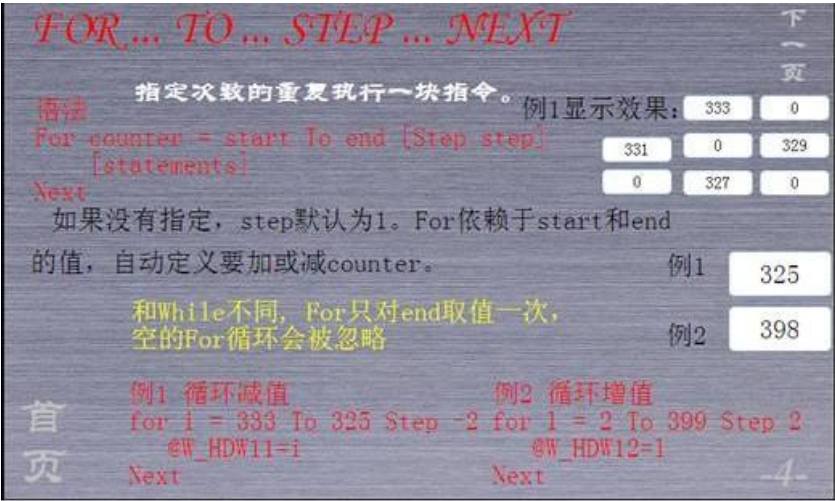 FOR... TO ... STEP ... NEXT
下一页
指定次数的重复执行一块指令。
语法
例1显示效果: 333 0
For counter = start To end [Step step]
331 0 329
[statements]
Next
0 327 0
如果没有指定, step默认为1。For依赖于start和end
的值, 自动定义要加或减counter。
例1 325
和While不同, For只对end取值一次,
空的For循环会被忽略
例2 398
例1 循环减值
for i = 333 To 325 Step -2
@W_HDW11=i
Next
例2 循环增值
for l = 2 To 399 Step 2
@W_HDW12=l
Next
首页
-4-